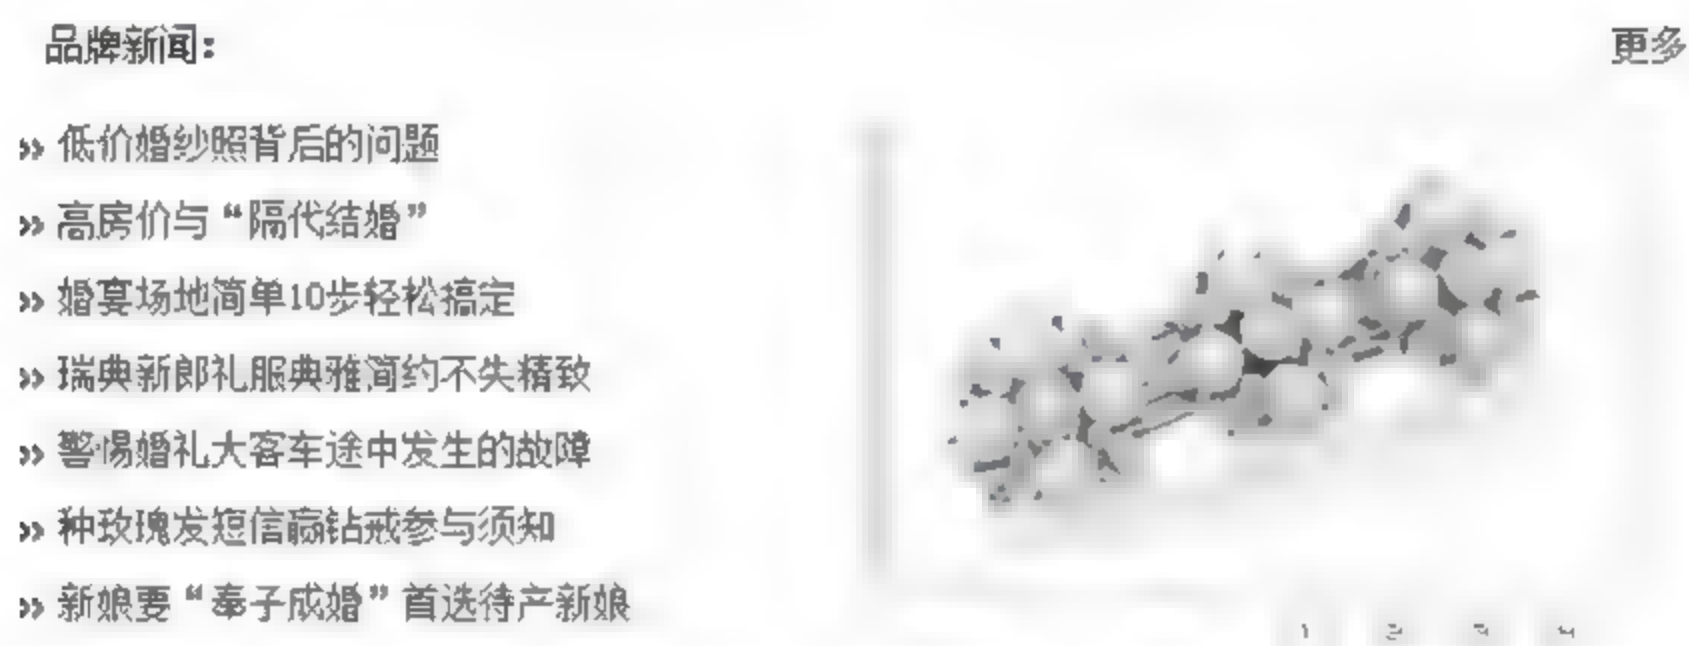 品牌新闻:
更多
» 低价婚纱照背后的问题
» 高房价与“隔代结婚”
» 婚宴场地简单10步轻松搞定
» 瑞典新郎礼服典雅简约不失精致
» 警惕婚礼大客车途中发生的故障
» 种玫瑰发短信赢钻戒参与须知
» 新娘要“奉子成婚”首选待产新娘
1 2 3 4